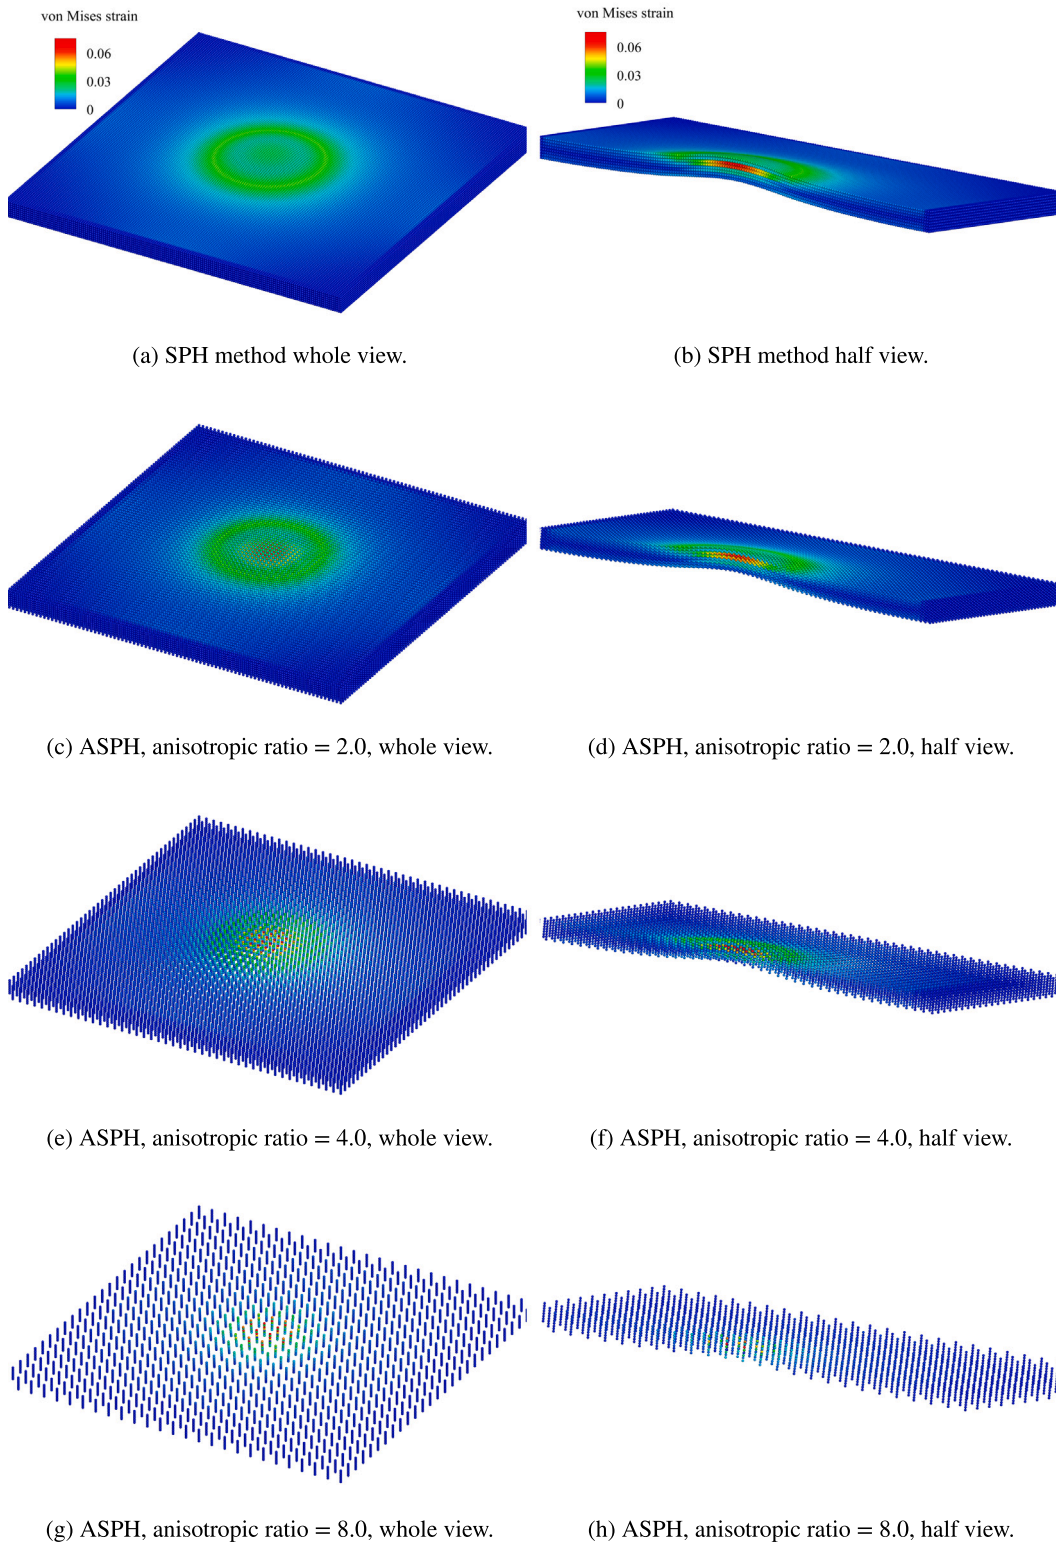 von Mises strain
0.06
0.03
0
von Mises strain
0.06
0.03
0
(a) SPH method whole view.
(b) SPH method half view.
(c) ASPH, anisotropic ratio = 2.0, whole view.
(d) ASPH, anisotropic ratio = 2.0, half view.
(e) ASPH, anisotropic ratio = 4.0, whole view.
(f) ASPH, anisotropic ratio = 4.0, half view.
(g) ASPH, anisotropic ratio = 8.0, whole view.
(h) ASPH, anisotropic ratio = 8.0, half view.